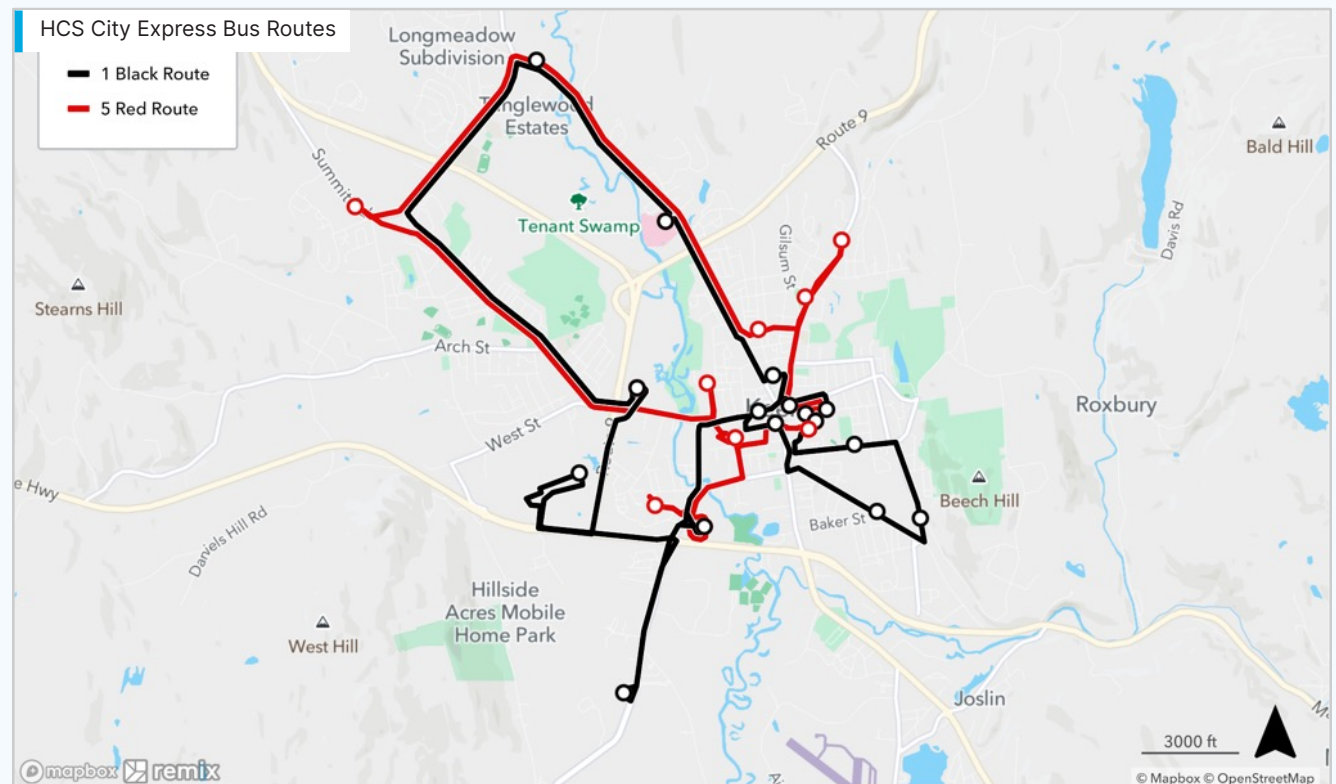 HCS City Express Bus Routes
1 Black Route
5 Red Route
Longmeadow
Subdivision
Tanglewood
Estates
Route 9
Bald Hill
Tenant Swamp
Gilsum St
Davis Rd
Stearns Hill
Arch St
West St
Roxbury
e Hwy
Beech Hill
Baker St
Daniels Hill Rd
Hillside
Acres Mobile
Home Park
West Hill
Joslin
3000 ft
mapbox remix
© Mapbox © OpenStreetMap